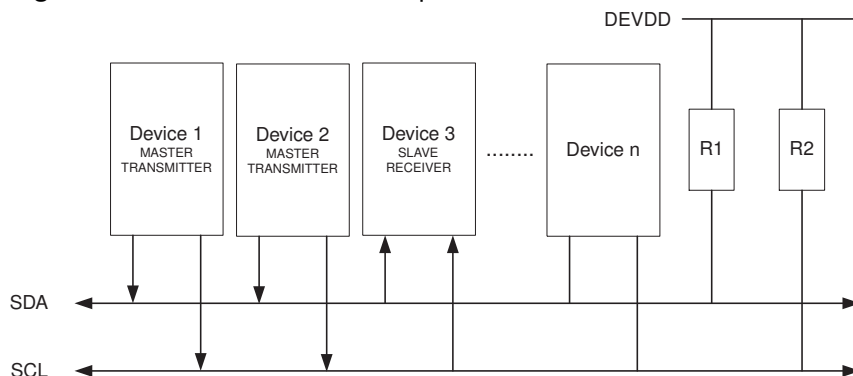 DEVDD
Device 1
MASTER
TRANSMITTER
Device 2
MASTER
TRANSMITTER
Device 3
SLAVE
RECEIVER
........
Device n
R1
R2
SDA
SCL